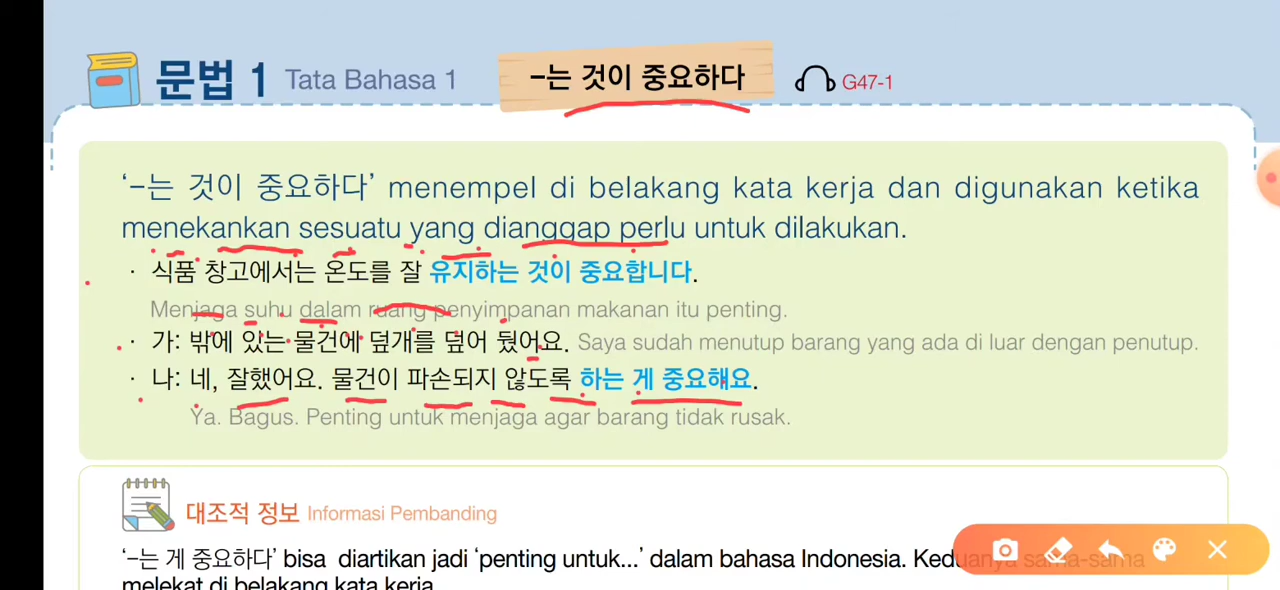 문법 1 Tata Bahasa 1 -는 것이 중요하다 G47-1
‘-는 것이 중요하다’ menempel di belakang kata kerja dan digunakan ketika
menekankan sesuatu yang dianggap perlu untuk dilakukan.
· 식품 창고에서는 온도를 잘 유지하는 것이 중요합니다.
Menjaga suhu dalam ruang penyimpanan makanan itu penting.
· 가: 밖에 있는 물건에 덮개를 덮어 뒀어요. Saya sudah menutup barang yang ada di luar dengan penutup.
· 나: 네, 잘했어요. 물건이 파손되지 않도록 하는 게 중요해요.
Ya. Bagus. Penting untuk menjaga agar barang tidak rusak.
대조적 정보 Informasi Pembanding
‘-는 게 중요하다’ bisa diartikan jadi ‘penting untuk...’ dalam bahasa Indonesia. Keduanya sama-sama
melekat di belakang kata kerja.